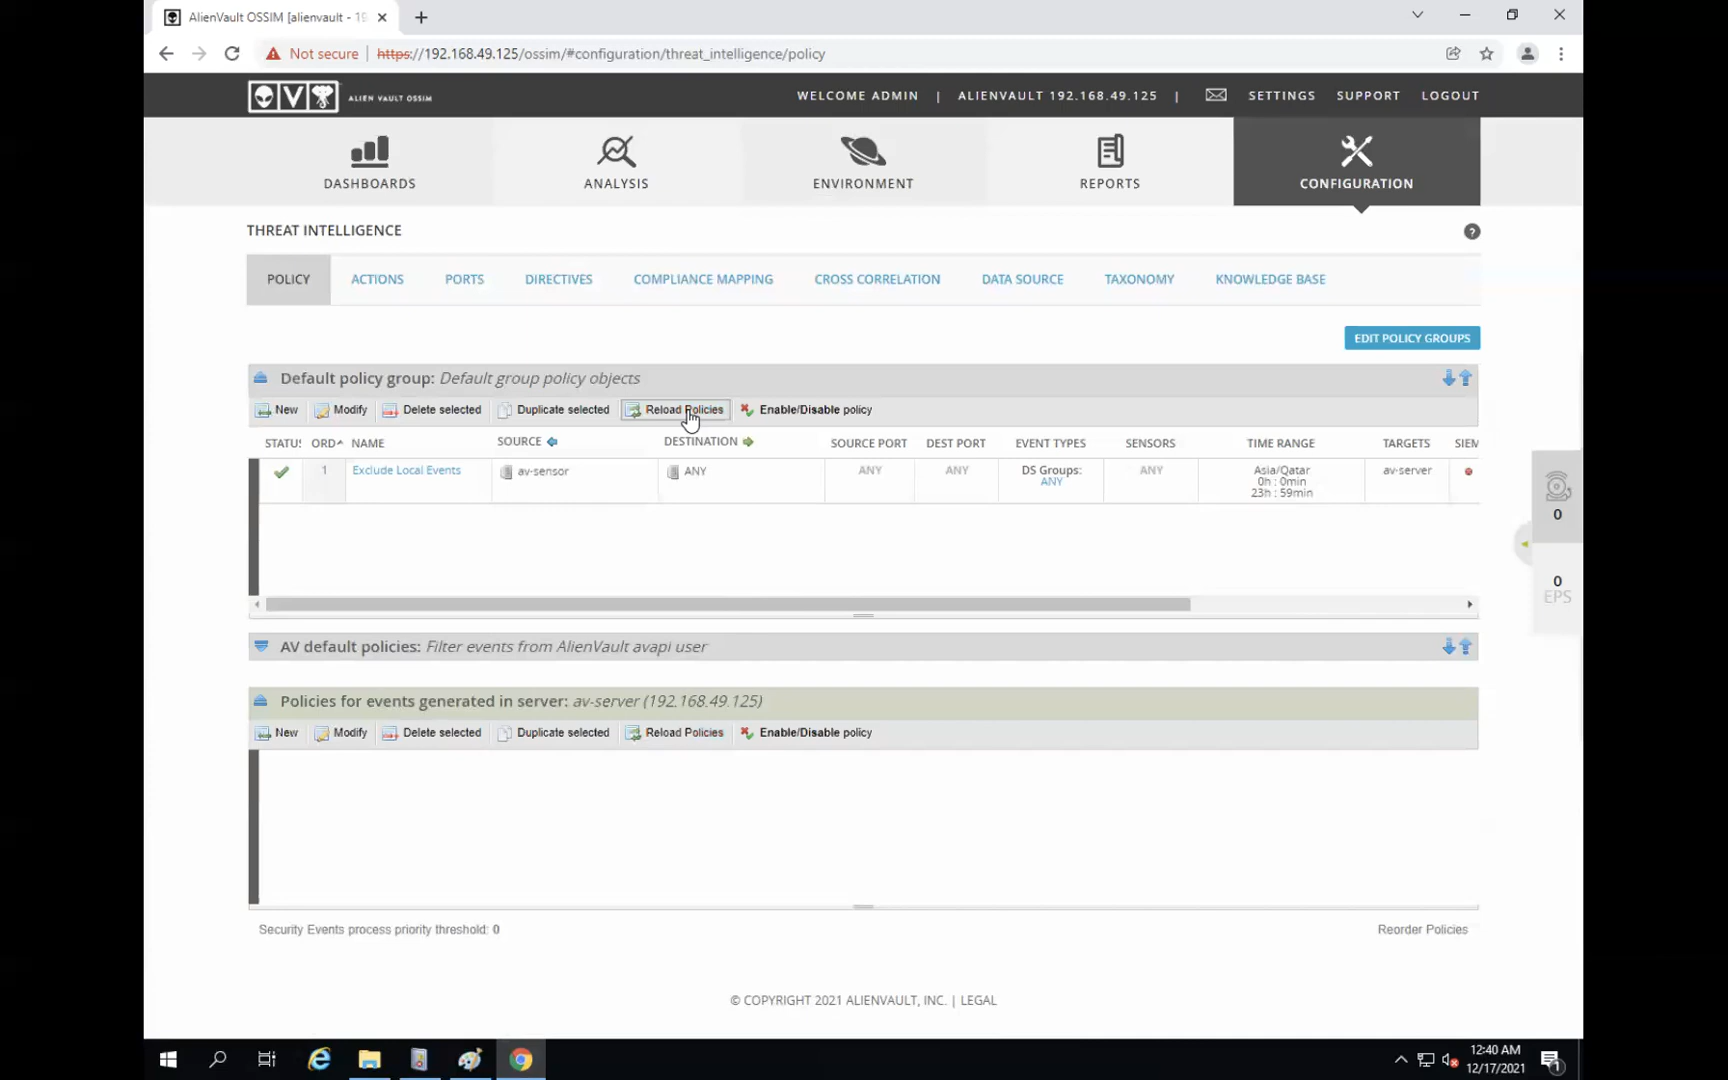 AlienVault OSSIM [alienvault - 19
Not secure | https://192.168.49.125/ossim/#configuration/threat_intelligence/policy
ALIEN VAULT OSSIM
WELCOME ADMIN | ALIENVAULT 192.168.49.125 | SETTINGS SUPPORT LOGOUT
DASHBOARDS ANALYSIS ENVIRONMENT REPORTS CONFIGURATION
THREAT INTELLIGENCE ?
POLICY ACTIONS PORTS DIRECTIVES COMPLIANCE MAPPING CROSS CORRELATION DATA SOURCE TAXONOMY KNOWLEDGE BASE
EDIT POLICY GROUPS
Default policy group: Default group policy objects
New Modify Delete selected Duplicate selected Reload Policies Enable/Disable policy
STATUS ORD NAME SOURCE DESTINATION SOURCE PORT DEST PORT EVENT TYPES SENSORS TIME RANGE TARGETS SIEM
1 Exclude Local Events av-sensor ANY ANY ANY DS Groups: ANY Asia/Qatar av-server
ANY 0h : 0min
23h : 59min
0
0
EPS
AV default policies: Filter events from AlienVault avapi user
Policies for events generated in server: av-server (192.168.49.125)
New Modify Delete selected Duplicate selected Reload Policies Enable/Disable policy
Security Events process priority threshold: 0 Reorder Policies
© COPYRIGHT 2021 ALIENVAULT, INC. | LEGAL
12:40 AM
12/17/2021
1